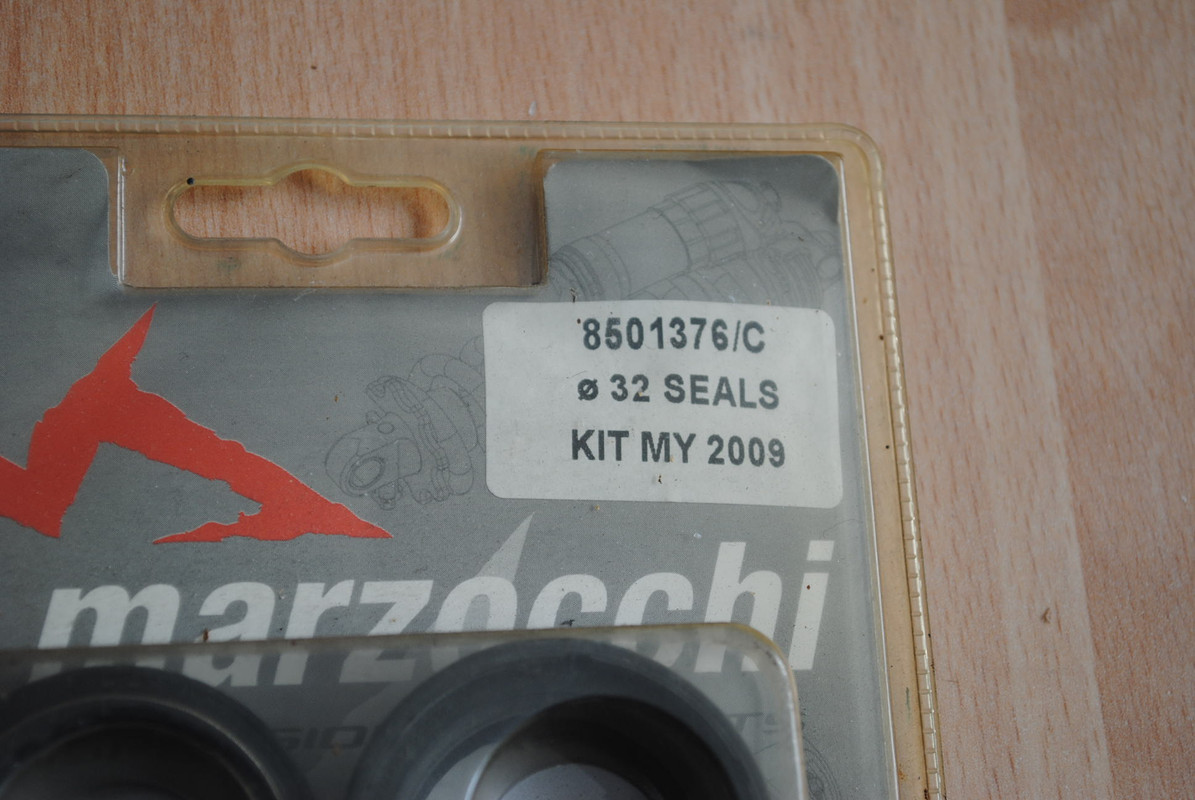 8501376/C
ø 32 SEALS
KIT MY 2009
marzocchi